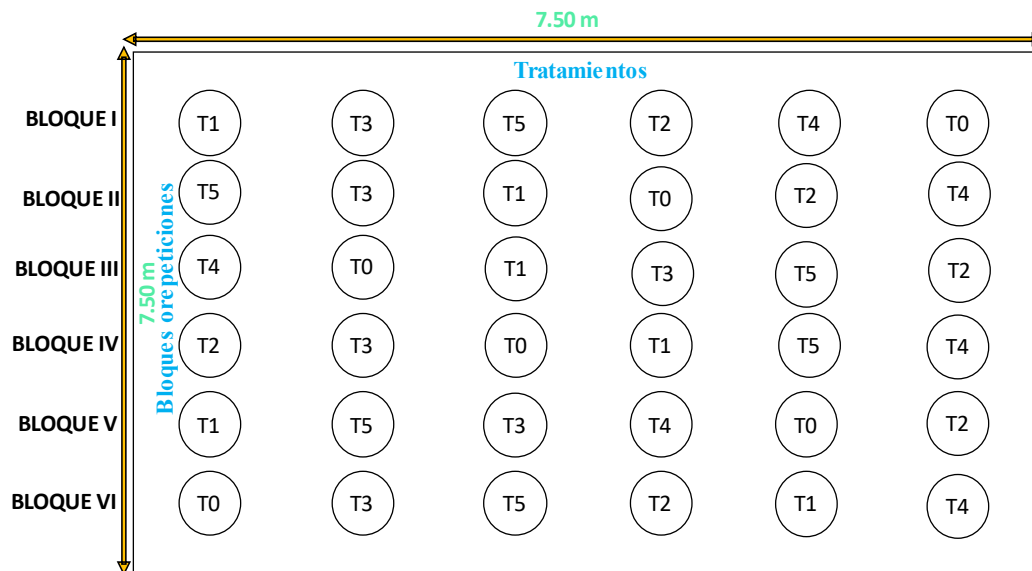 7.50 m
Tratamientos
BLOQUE I T1 T3 T5 T2 T4 T0
BLOQUE II T5 T3 T1 T0 T2 T4
BLOQUE III T4 T0 T1 T3 T5 T2
BLOQUE IV T2 T3 T0 T1 T5 T4
BLOQUE V T1 T5 T3 T4 T0 T2
BLOQUE VI T0 T3 T5 T2 T1 T4
7.50 m
Bloques orepeticiones